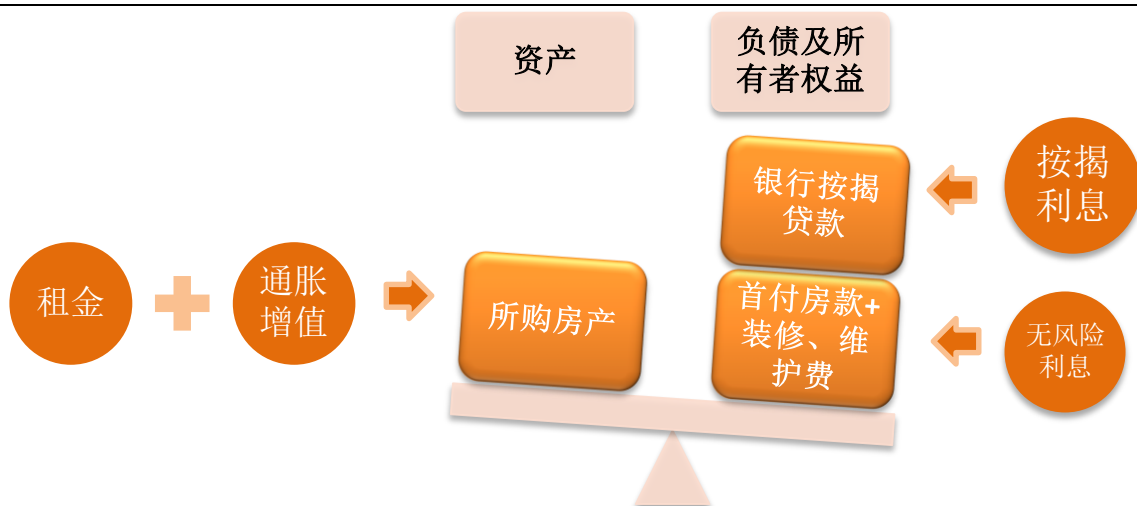 资产
负债及所
有者权益
银行按揭
贷款
按揭
利息
租金
通胀
增值
所购房产
首付房款+
装修、维
护费
无风险
利息